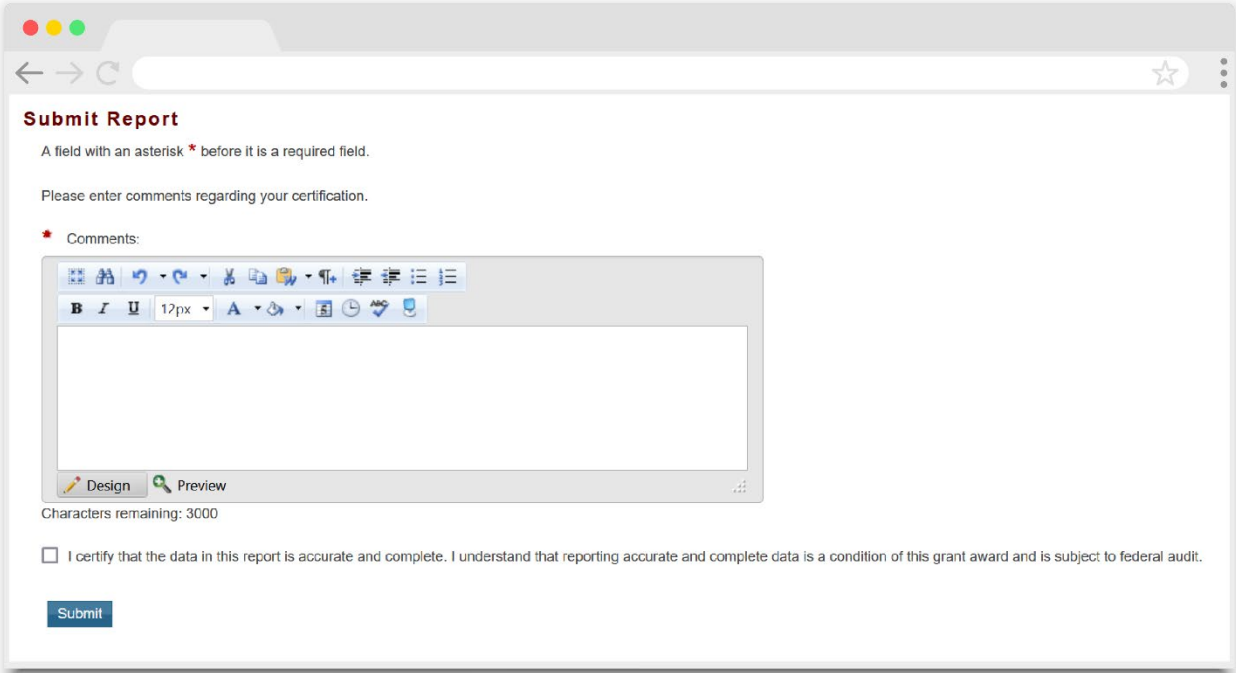 Submit Report
A field with an asterisk * before it is a required field.
Please enter comments regarding your certification.
* Comments:
B I U 12px A ABC
Design Preview
Characters remaining: 3000
I certify that the data in this report is accurate and complete. I understand that reporting accurate and complete data is a condition of this grant award and is subject to federal audit.
Submit